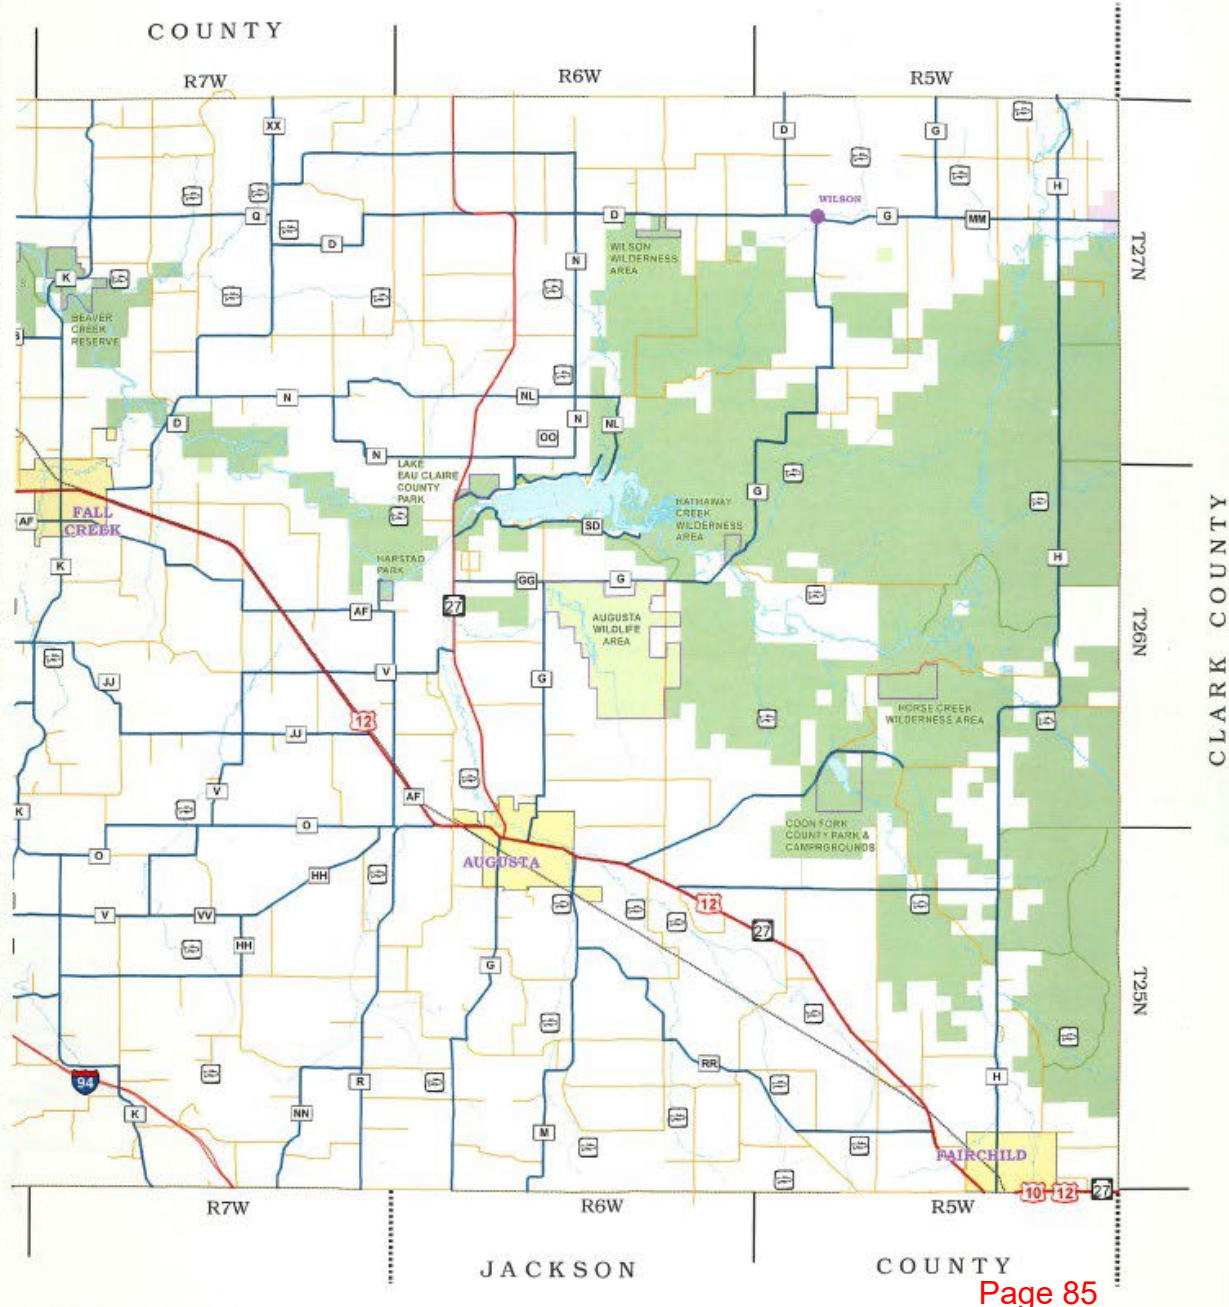 COUNTY
R7W
R6W
R5W
XX
D
G
H
Q
D
D
WILSON
G
MM
WILSON
WILDERNESS
AREA
N
K
BEAVER
CREEK
RESERVE
T27N
N
NL
D
N
NL
OO
N
LAKE
EAU CLAIRE
COUNTY
PARK
G
FALL
CREEK
AF
HATHAWAY
CREEK
WILDERNESS
AREA
SD
HARSTAD
PARK
K
H
GG
G
AF
27
AUGUSTA
WILDLIFE
AREA
T26N
CLARK COUNTY
V
G
JJ
HORSE CREEK
WILDERNESS AREA
12
JJ
V
AF
K
O
COON FORK
COUNTY PARK &
CAMPRGROUNDS
O
AUGUSTA
HH
12
V
VV
27
HH
G
T25N
RR
94
R
H
K
NN
M
FAIRCHILD
10
12
27
R7W
R6W
R5W
JACKSON
COUNTY
Page 85